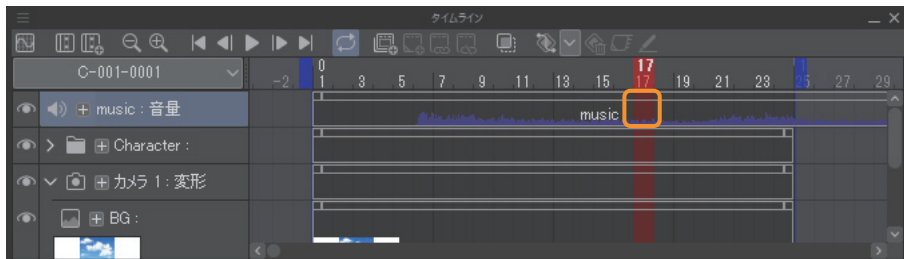 タイムライン
C-001-0001
0 17 1
-2 1 3 5 7 9 11 13 15 17 19 21 23 25 27 29
music : 音量
music
Character :
カメラ 1 : 変形
BG :